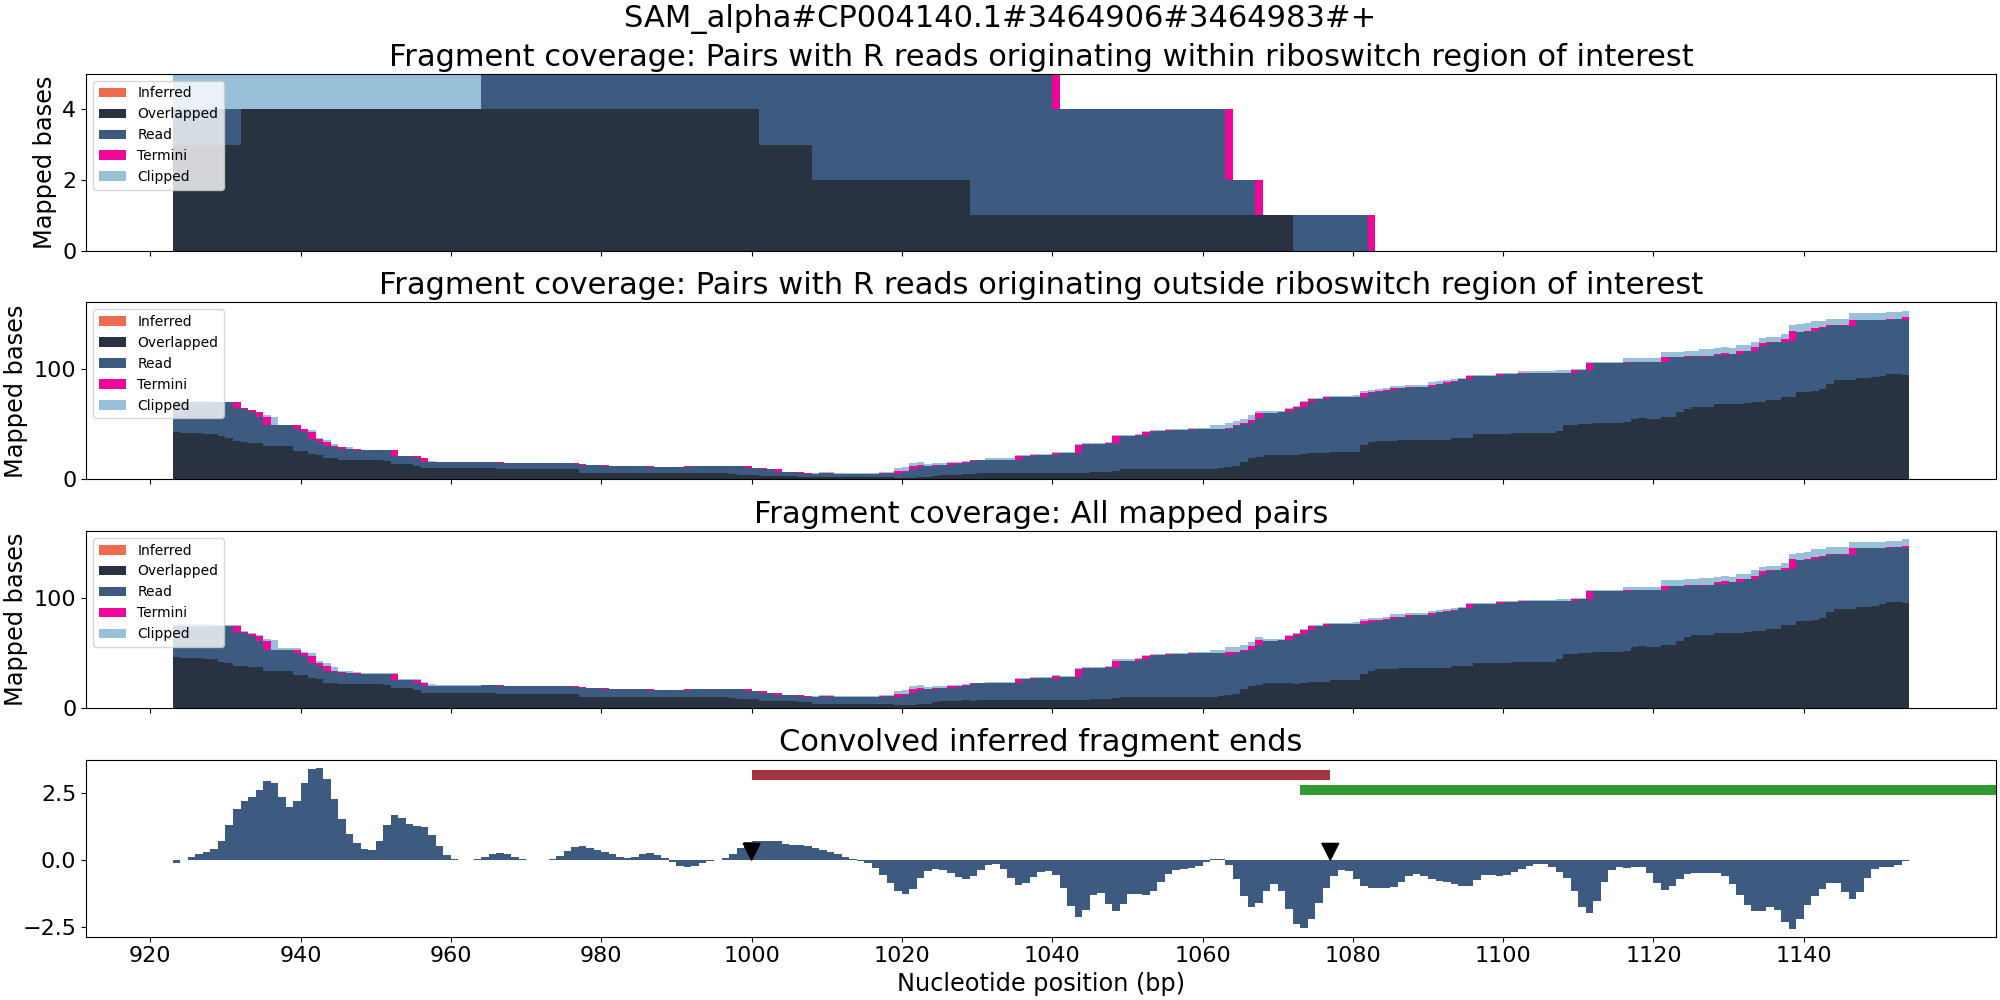 SAM_alpha#CP004140.1#3464906#3464983#+
Fragment coverage: Pairs with R reads originating within riboswitch region of interest
Mapped bases
4
2
0
Inferred
Overlapped
Read
Termini
Clipped
Fragment coverage: Pairs with R reads originating outside riboswitch region of interest
Mapped bases
100
0
Inferred
Overlapped
Read
Termini
Clipped
Fragment coverage: All mapped pairs
Mapped bases
100
0
Inferred
Overlapped
Read
Termini
Clipped
Convolved inferred fragment ends
2.5
0.0
−2.5
920 940 960 980 1000 1020 1040 1060 1080 1100 1120 1140
Nucleotide position (bp)